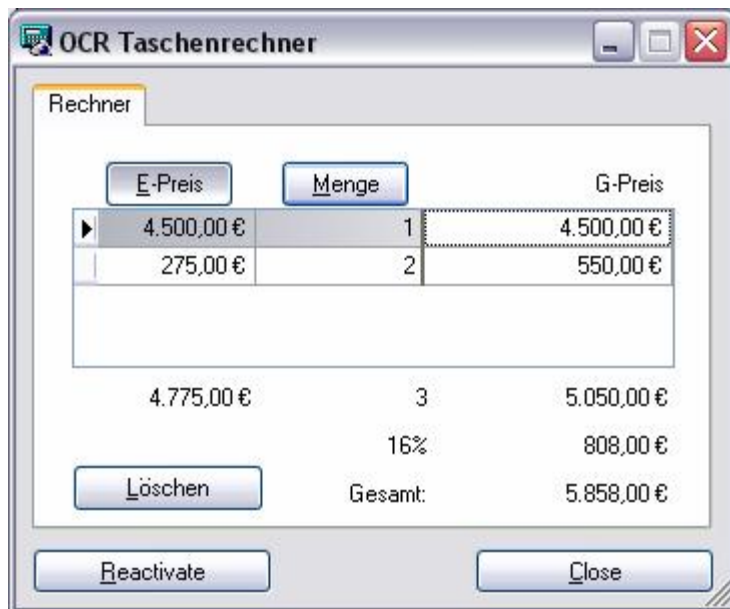 OCR Taschenrechner
Rechner
E-Preis Menge G-Preis
4.500,00 € 1 4.500,00 €
275,00 € 2 550,00 €
4.775,00 € 3 5.050,00 €
16% 808,00 €
Löschen Gesamt: 5.858,00 €
Reactivate Close